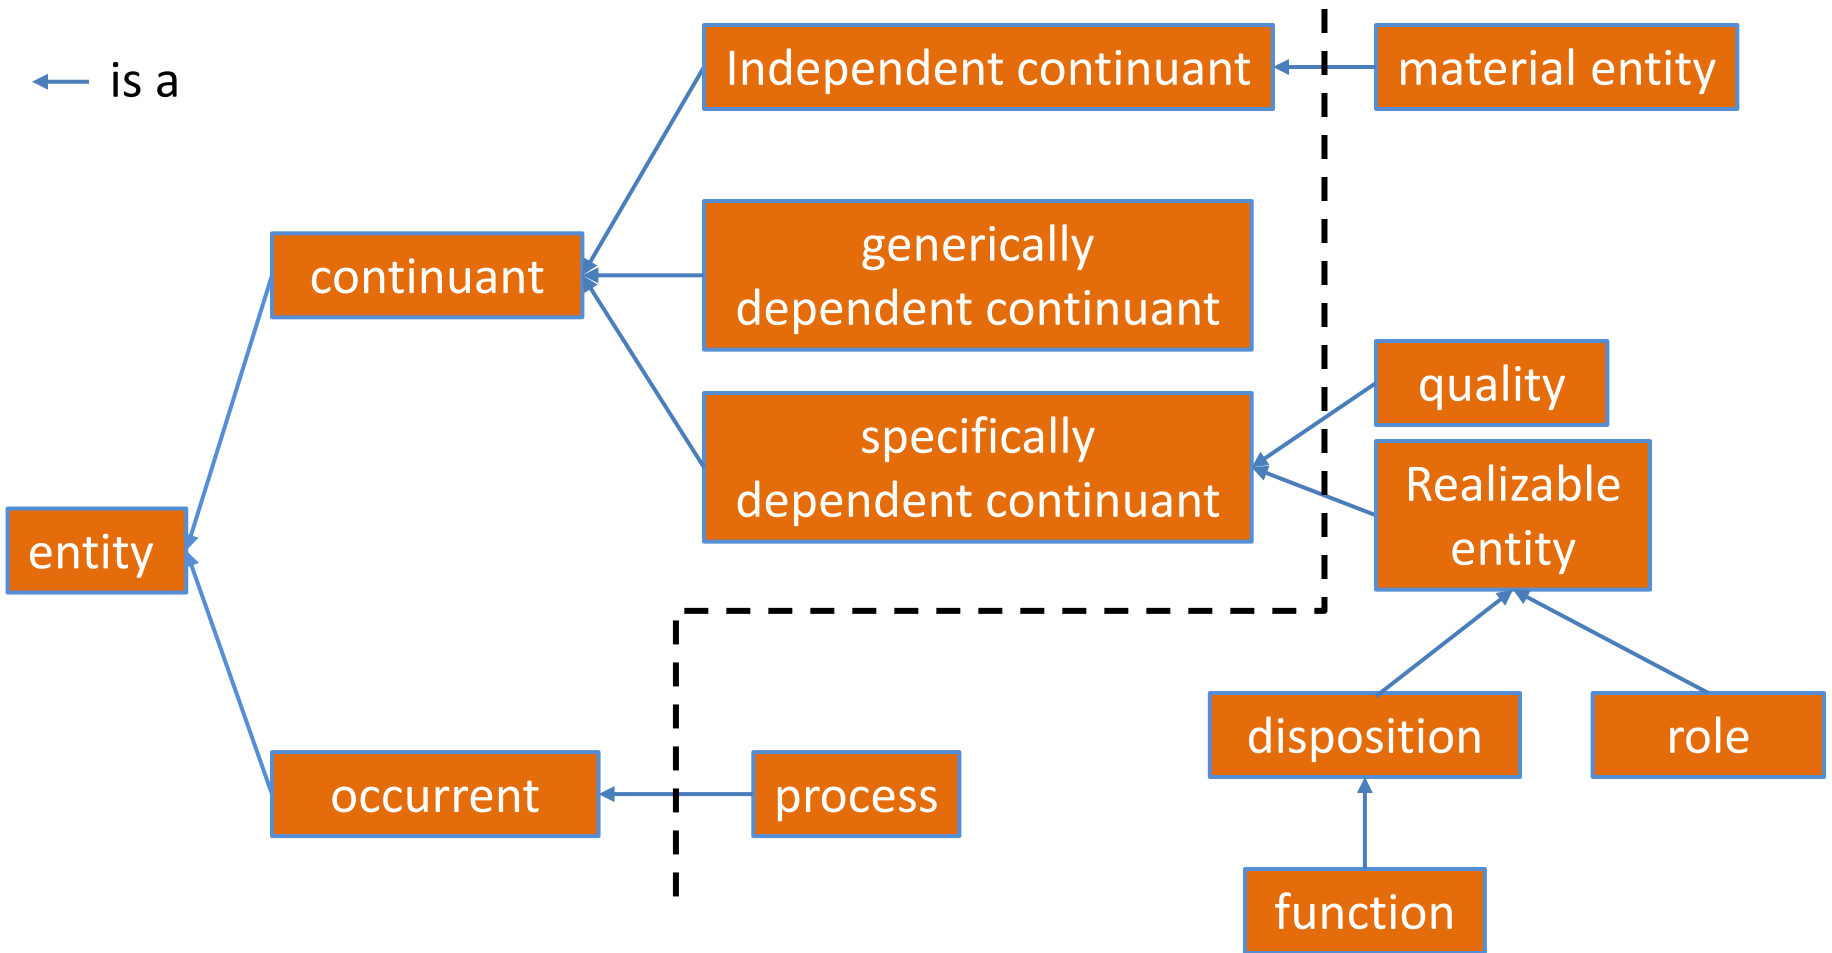 is a
Independent continuant
material entity
generically
dependent continuant
continuant
quality
specifically
dependent continuant
Realizable
entity
entity
disposition
role
occurrent
process
function